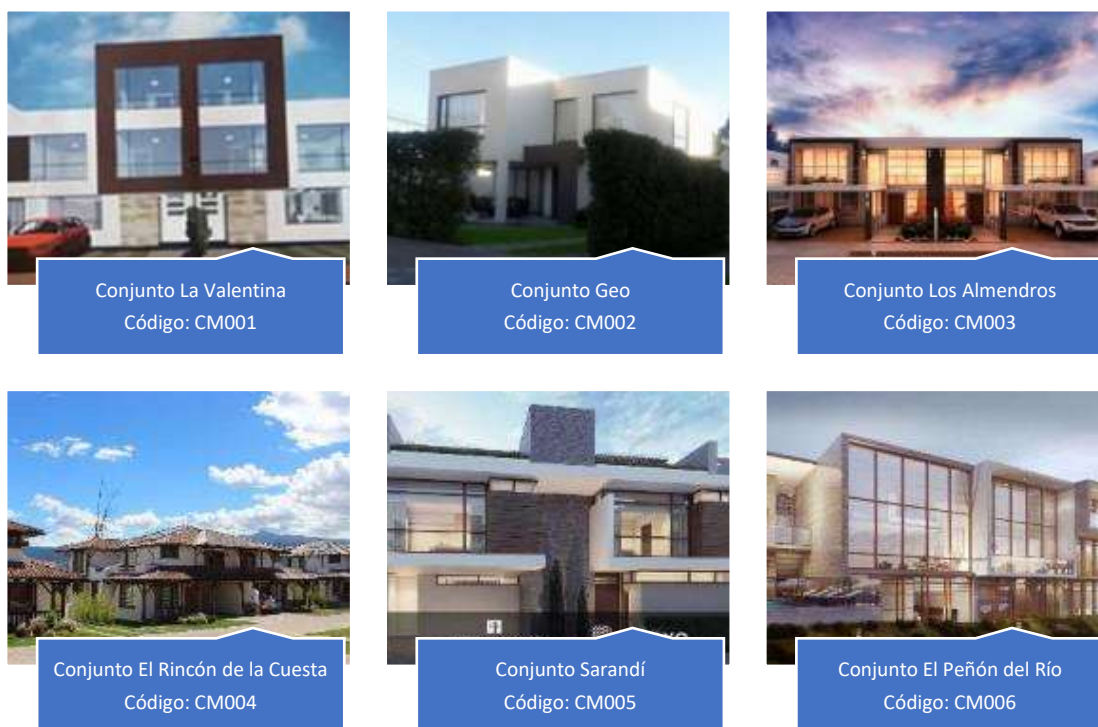 Conjunto La Valentina
Código: CM001
Conjunto Geo
Código: CM002
Conjunto Los Almendros
Código: CM003
Conjunto El Rincón de la Cuesta
Código: CM004
Conjunto Sarandí
Código: CM005
Conjunto El Peñón del Río
Código: CM006